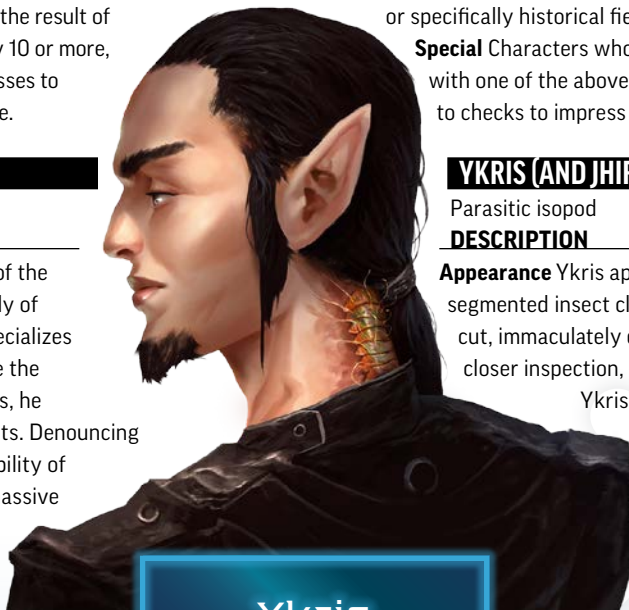 the result of
y 10 or more,
sses to
e.
of the
ly of
ecializes
e the
s, he
ts. Denouncing
bility of
assive
or specifically historical fie
Special Characters who
with one of the above
to checks to impress
YKRIS (AND JHI
Parasitic isopod
DESCRIPTION
Appearance Ykris ap
segmented insect cl
cut, immaculately
closer inspection,
Ykris
Ykris